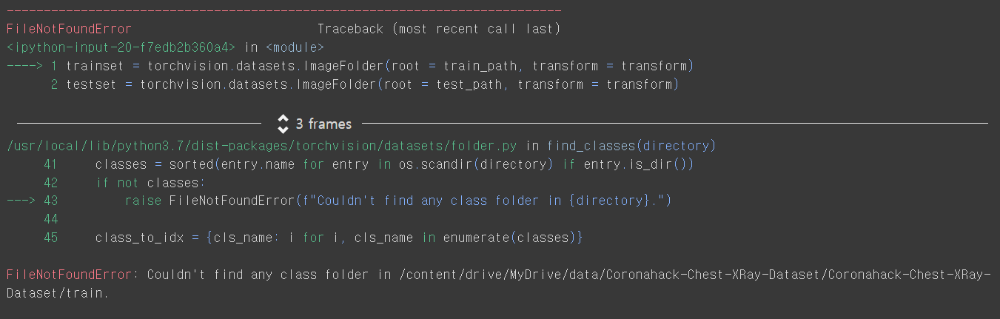 ---------------------------------------------------------------------------
FileNotFoundError                         Traceback (most recent call last)
<ipython-input-20-f7edb2b360a4> in <module>
----> 1 trainset = torchvision.datasets.ImageFolder(root = train_path, transform = transform)
      2 testset = torchvision.datasets.ImageFolder(root = test_path, transform = transform)
3 frames
/usr/local/lib/python3.7/dist-packages/torchvision/datasets/folder.py in find_classes(directory)
     41     classes = sorted(entry.name for entry in os.scandir(directory) if entry.is_dir())
     42     if not classes:
---> 43         raise FileNotFoundError(f"Couldn't find any class folder in {directory}.")
     44
     45     class_to_idx = {cls_name: i for i, cls_name in enumerate(classes)}
FileNotFoundError: Couldn't find any class folder in /content/drive/MyDrive/data/Coronahack-Chest-XRay-Dataset/Coronahack-Chest-XRay-
Dataset/train.